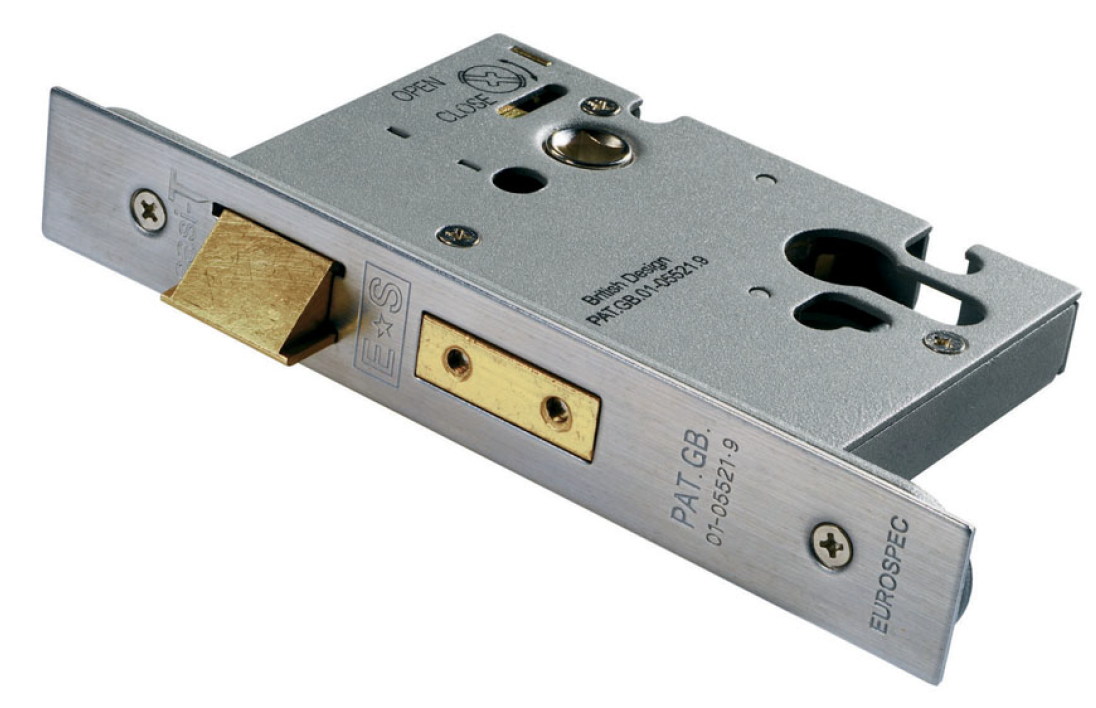 OPEN
CLOSE
British Design
PAT.GB.01-05521.9
E★S
PAT.GB.
01-05521-9
EUROSPEC